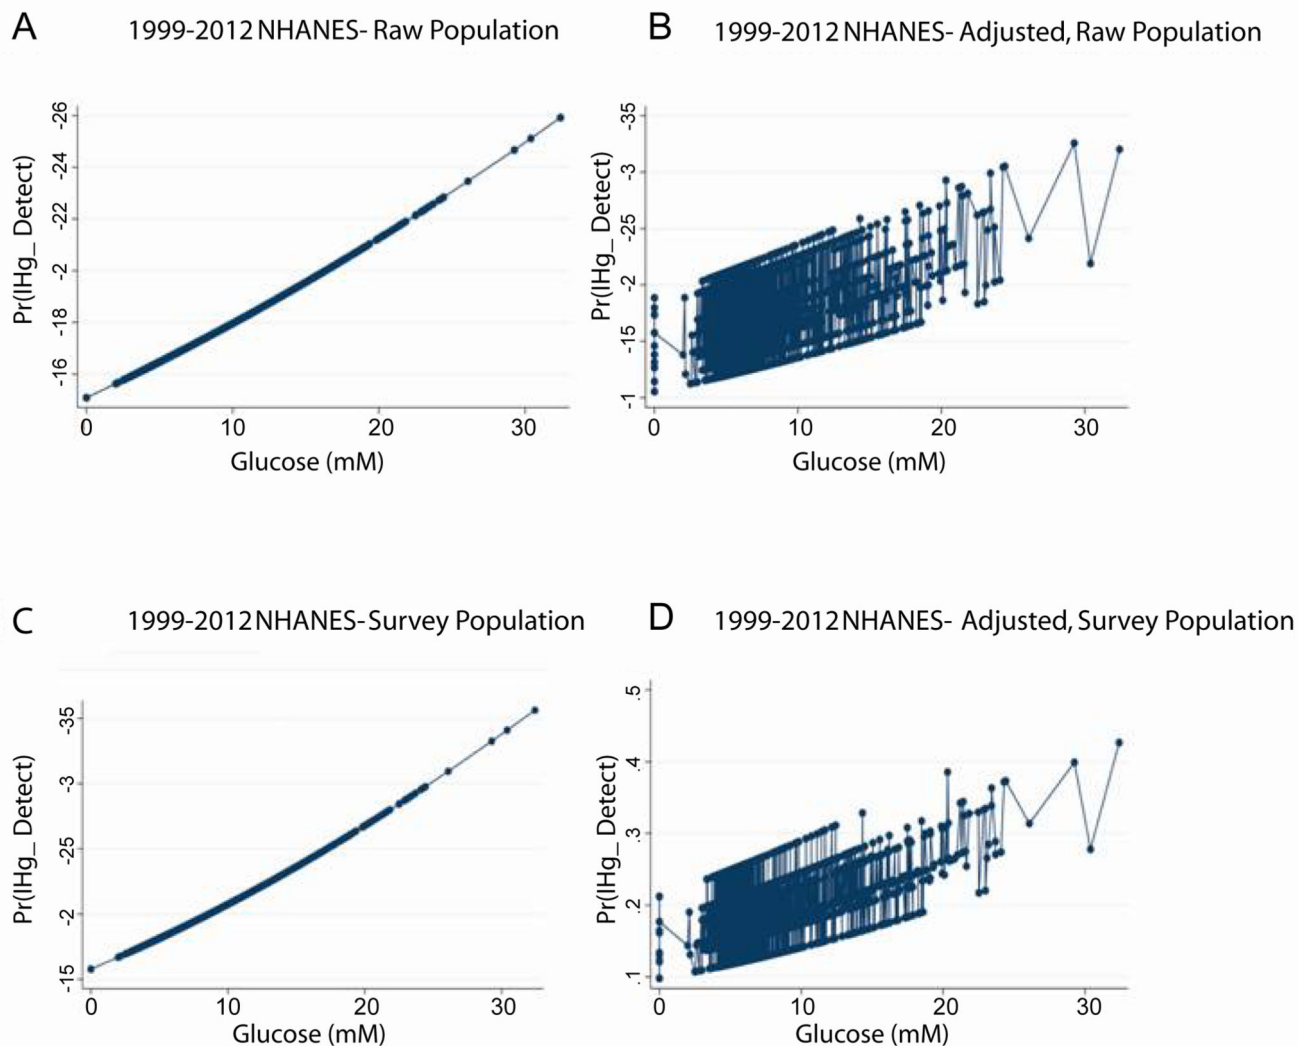 A 1999-2012 NHANES- Raw Population
Pr(IHg_ Detect)
-26
-24
-22
-2
-18
-16
0 10 20 30
Glucose (mM)
B 1999-2012 NHANES- Adjusted, Raw Population
Pr(IHg_ Detect)
-35
-3
-25
-2
-15
-1
0 10 20 30
Glucose (mM)
C 1999-2012 NHANES- Survey Population
Pr(IHg_ Detect)
-35
-3
-25
-2
-15
0 10 20 30
Glucose (mM)
D 1999-2012 NHANES- Adjusted, Survey Population
Pr(IHg_ Detect)
.5
.4
.3
.2
.1
0 10 20 30
Glucose (mM)